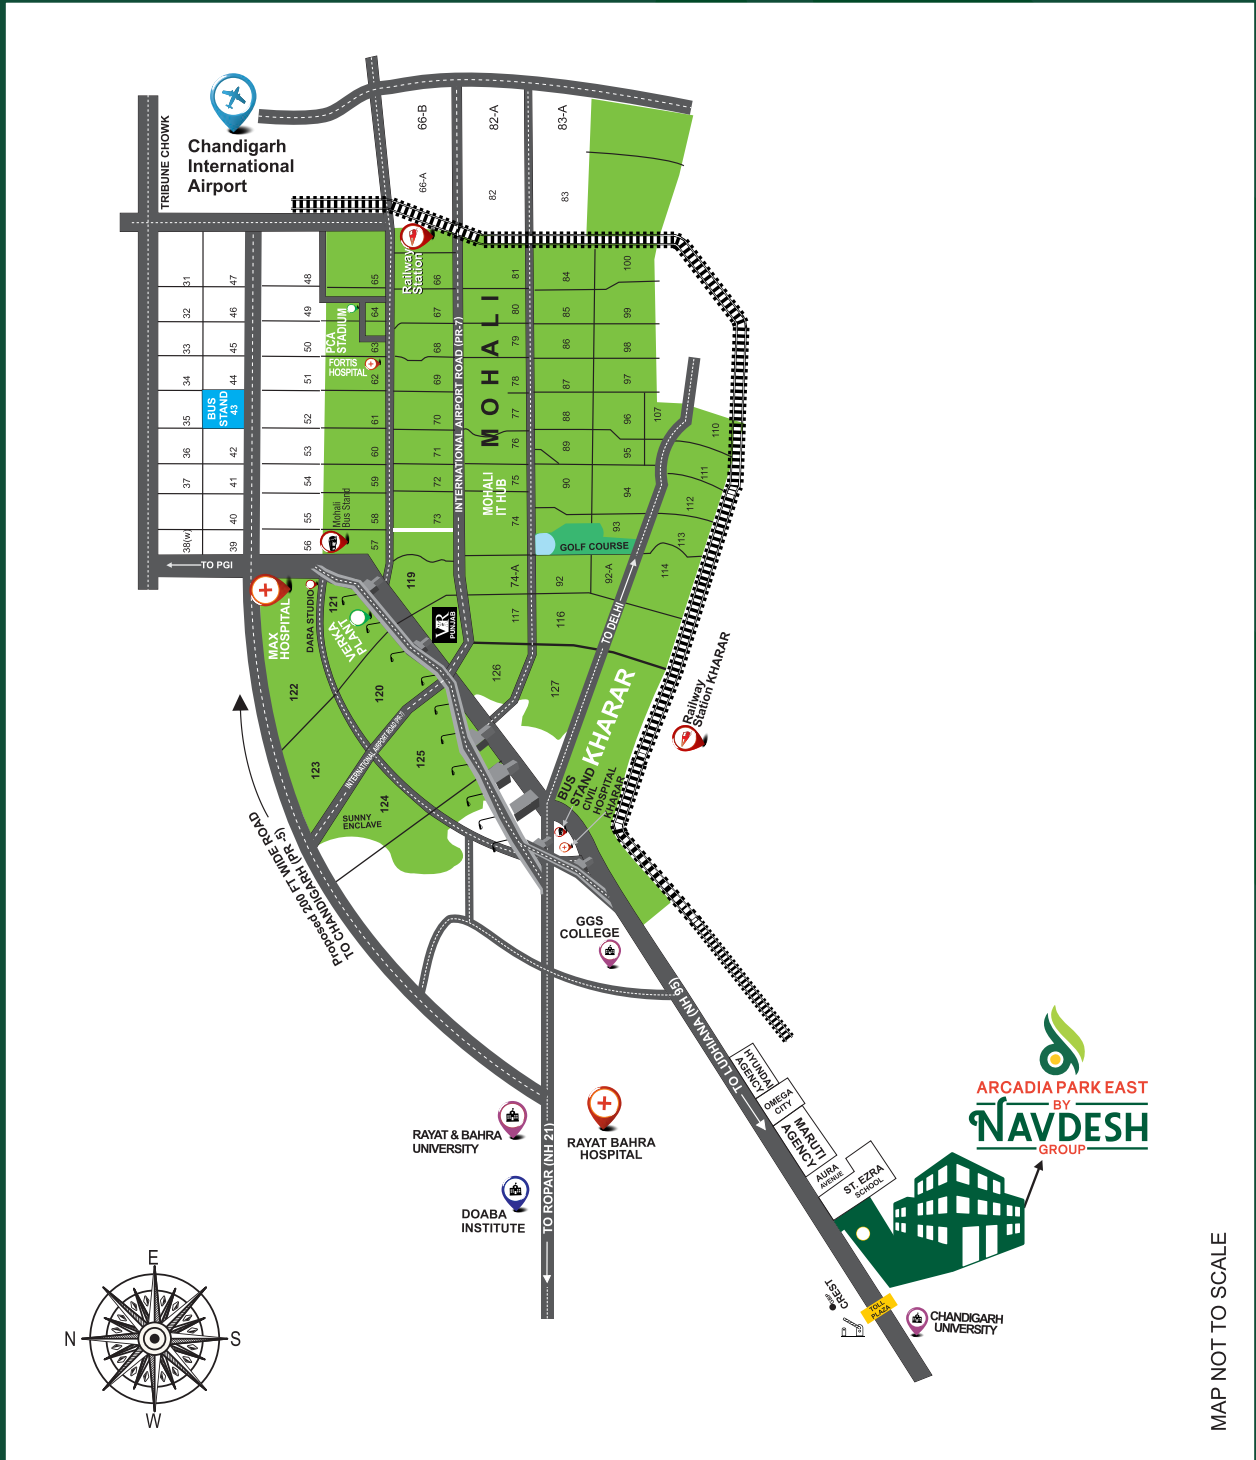 TRIBUNE CHOWK
Chandigarh
International
Airport
66-B
82-A
83-A
66-A
82
83
31
47
48
65
66
81
84
100
Railway
Station
32
46
49
64
67
80
85
99
PCA
STADIUM
33
45
50
63
68
79
86
98
FORTIS
HOSPITAL
34
44
51
62
69
78
87
97
BUS
STAND
43
35
52
61
70
77
88
96
107
110
36
42
53
60
71
76
89
95
37
41
54
59
72
75
90
94
111
112
38(w)
40
39
55
56
58
57
73
74
93
113
114
Mohali
Bus Stand
INTERNATIONAL AIRPORT ROAD (PR-7)
MOHALI
MOHALI
IT HUB
GOLF COURSE
TO PGI
MAX
HOSPITAL
DARA STUDIO
121
VERKA
PLANT
119
VR
PUNJAB
74-A
92
92-A
117
116
TO DELHI
122
120
126
127
KHARAR
Railway
Station KHARAR
123
INTERNATIONAL AIRPORT ROAD (PR-7)
125
124
SUNNY
ENCLAVE
BUS
STAND
CIVIL
HOSPITAL
KHARAR
Proposed 200 FT WIDE ROAD
TO CHANDIGARH (PR -5)
GGS
COLLEGE
TO LUDHIANA (NH 95)
HYUNDAI
AGENCY
OMEGA
CITY
MARUTI
AGENCY
AURA
AVENUE
ST. EZRA
SCHOOL
ARCADIA PARK EAST
BY
NAVDESH
GROUP
RAYAT & BAHRA
UNIVERSITY
RAYAT BAHRA
HOSPITAL
DOABA
INSTITUTE
TO ROPAR (NH 21)
CREST
TOLL
PLAZA
CHANDIGARH
UNIVERSITY
E
N
S
W
MAP NOT TO SCALE